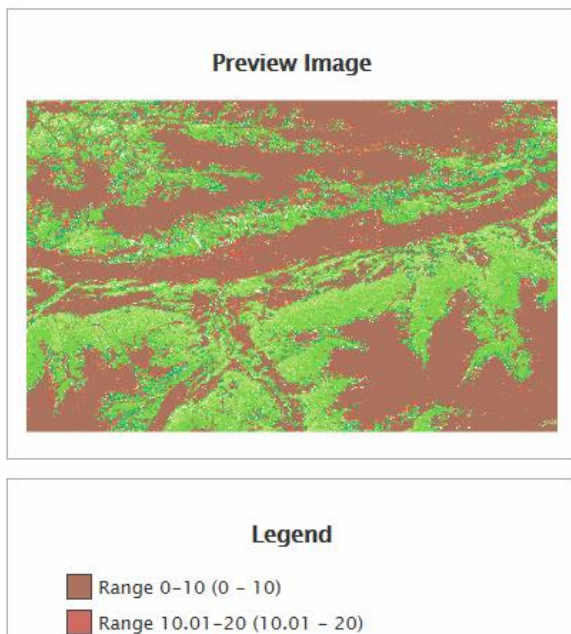 Preview Image
Legend
Range 0-10 (0 - 10)
Range 10.01-20 (10.01 - 20)